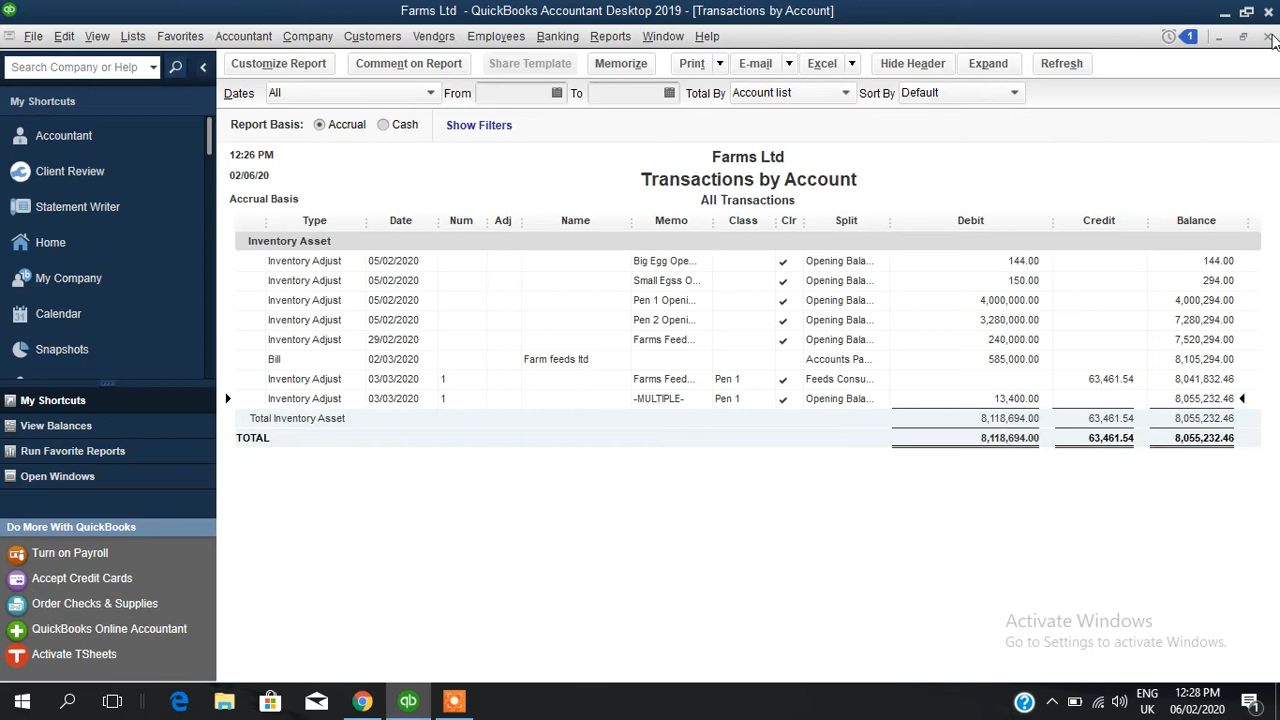 Farms Ltd - QuickBooks Accountant Desktop 2019 - [Transactions by Account]
File Edit View Lists Favorites Accountant Company Customers Vendors Employees Banking Reports Window Help 1
Search Company or Help
Customize Report Comment on Report Share Template Memorize Print E-mail Excel Hide Header Expand Refresh
Dates All From To Total By Account list Sort By Default
Report Basis: Accrual Cash Show Filters
My Shortcuts
Accountant
Client Review
Statement Writer
Home
My Company
Calendar
Snapshots
My Shortcuts
View Balances
Run Favorite Reports
Open Windows
Do More With QuickBooks
Turn on Payroll
Accept Credit Cards
Order Checks & Supplies
QuickBooks Online Accountant
Activate TSheets
12:26 PM
02/06/20
Accrual Basis
Farms Ltd
Transactions by Account
All Transactions
Type Date Num Adj Name Memo Class Clr Split Debit Credit Balance
Inventory Asset
Inventory Adjust 05/02/2020 Big Egg Ope... ✓ Opening Bala... 144.00 144.00
Inventory Adjust 05/02/2020 Small Egss O... ✓ Opening Bala... 150.00 294.00
Inventory Adjust 05/02/2020 Pen 1 Openi... ✓ Opening Bala... 4,000,000.00 4,000,294.00
Inventory Adjust 05/02/2020 Pen 2 Openi... ✓ Opening Bala... 3,280,000.00 7,280,294.00
Inventory Adjust 29/02/2020 Farms Feed... ✓ Opening Bala... 240,000.00 7,520,294.00
Bill 02/03/2020 Farm feeds ltd Accounts Pa... 585,000.00 8,105,294.00
Inventory Adjust 03/03/2020 1 Farms Feed... Pen 1 ✓ Feeds Consu... 63,461.54 8,041,832.46
Inventory Adjust 03/03/2020 1 -MULTIPLE- Pen 1 ✓ Opening Bala... 13,400.00 8,055,232.46
Total Inventory Asset 8,118,694.00 63,461.54 8,055,232.46
TOTAL 8,118,694.00 63,461.54 8,055,232.46
Activate Windows
Go to Settings to activate Windows.
ENG
UK
12:28 PM
06/02/2020
1